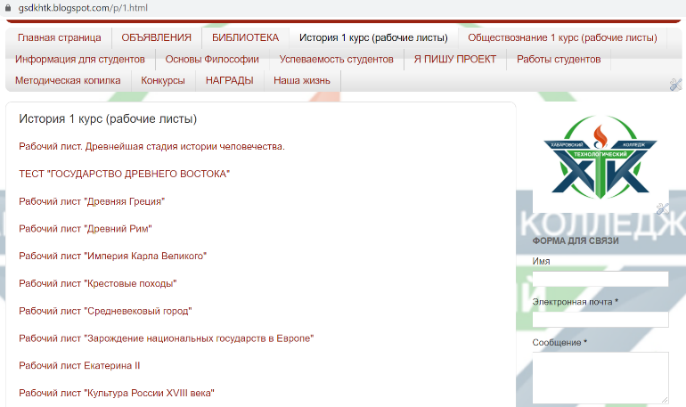 gsdkhtk.blogspot.com/p/1.html
Главная страница ОБЪЯВЛЕНИЯ БИБЛИОТЕКА История 1 курс (рабочие листы) Обществознание 1 курс (рабочие листы)
Информация для студентов Основы Философии Успеваемость студентов Я ПИШУ ПРОЕКТ Работы студентов
Методическая копилка Конкурсы НАГРАДЫ Наша жизнь
История 1 курс (рабочие листы)
Рабочий лист. Древнейшая стадия истории человечества.
ТЕСТ "ГОСУДАРСТВО ДРЕВНЕГО ВОСТОКА"
Рабочий лист "Древняя Греция"
Рабочий лист "Древний Рим"
Рабочий лист "Империя Карла Великого"
Рабочий лист "Крестовые походы"
Рабочий лист "Средневековый город"
Рабочий лист "Зарождение национальных государств в Европе"
Рабочий лист Екатерина II
Рабочий лист "Культура России XVIII века"
ХАБАРОВСКИЙ КОЛЛЕДЖ
ТЕХНОЛОГИЧЕСКИЙ
ХТК
КОЛЛЕДЖ
ФОРМА ДЛЯ СВЯЗИ
Имя
Электронная почта *
Сообщение *